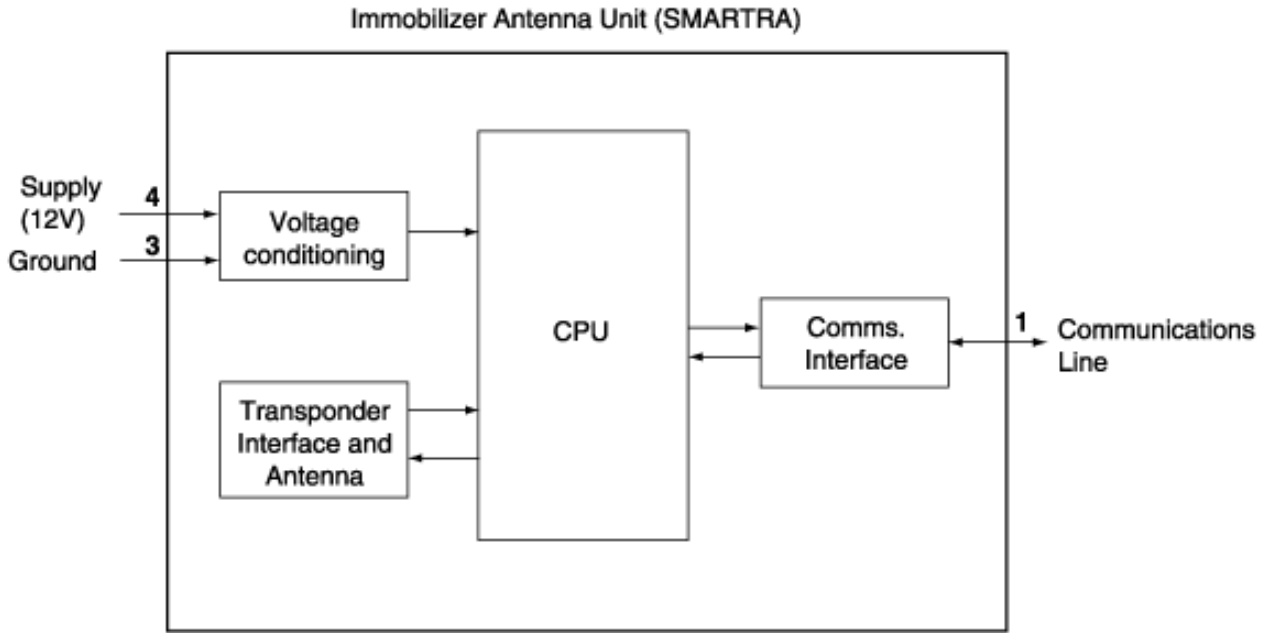 Immobilizer Antenna Unit (SMARTRA)
Supply
(12V)
4
Ground
3
Voltage
conditioning
CPU
Transponder
Interface and
Antenna
Comms.
Interface
1
Communications
Line